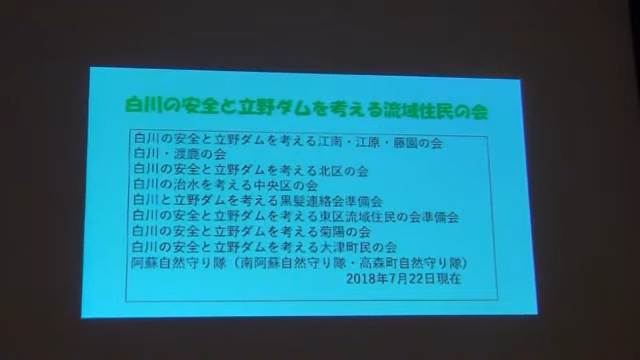 白川の安全と立野ダムを考える流域住民の会
白川の安全と立野ダムを考える江南・江原・藤園の会
白川・渡鹿の会
白川の安全と立野ダムを考える北区の会
白川の治水を考える中央区の会
白川と立野ダムを考える黒髪連絡会準備会
白川の安全と立野ダムを考える東区流域住民の会準備会
白川の安全と立野ダムを考える菊陽の会
白川の安全と立野ダムを考える大津町民の会
阿蘇自然守り隊（南阿蘇自然守り隊・高森町自然守り隊）
2018年7月22日現在